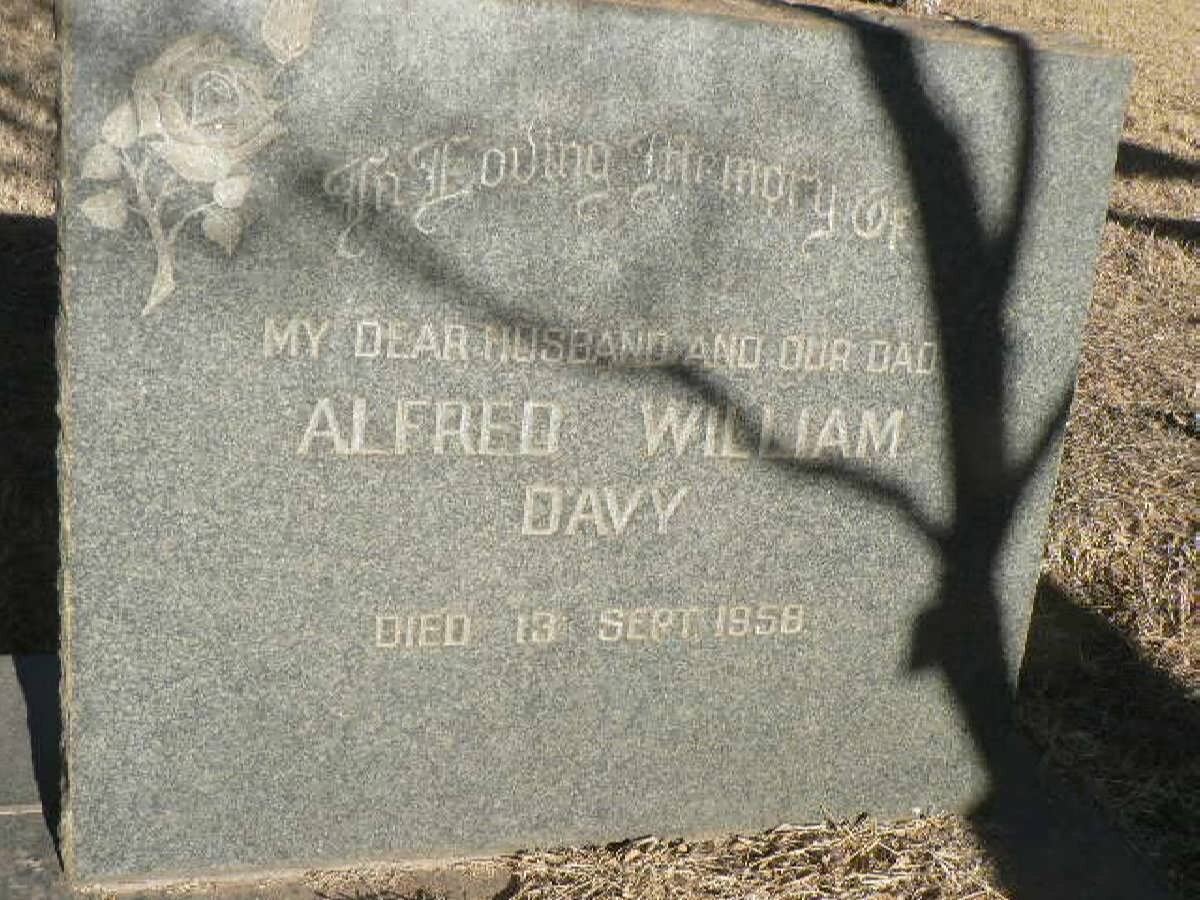 In Loving Memory Of
MY DEAR HUSBAND AND OUR DAD
ALFRED WILLIAM
DAVY
DIED 13 SEPT. 1958